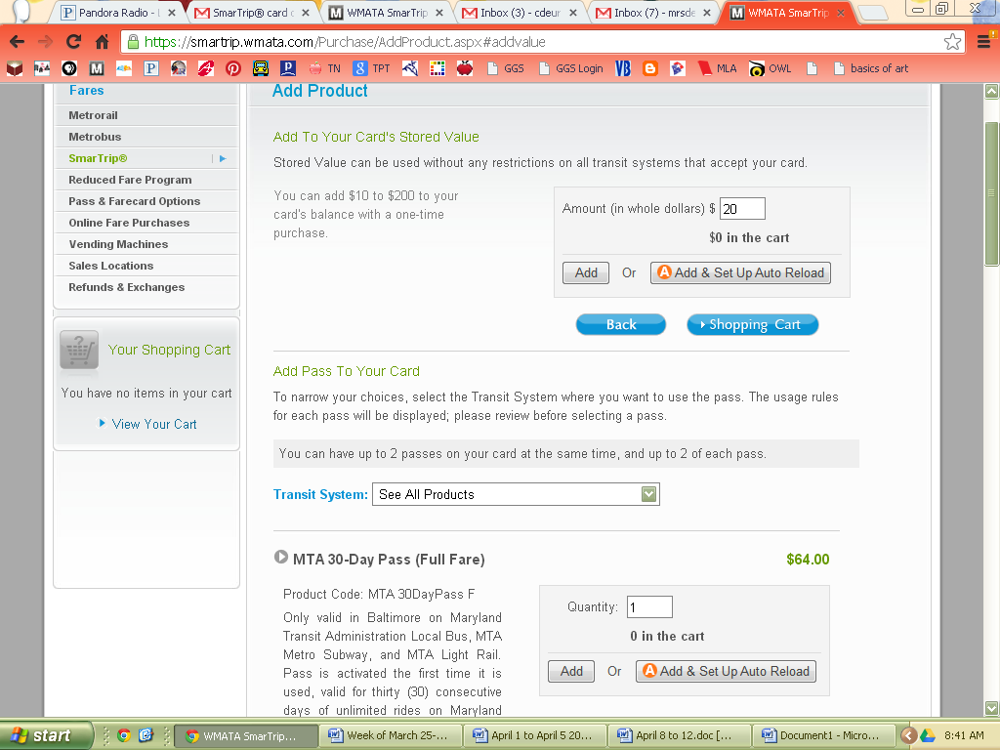 Pandora Radio -
SmarTrip® card
WMATA SmarTrip
Inbox (3) - cdeur
Inbox (7) - mrsde
WMATA SmarTrip
https://smartrip.wmata.com/Purchase/AddProduct.aspx#addvalue
TN
TPT
GGS
GGS Login
VB
MLA
OWL
basics of art
Fares
Metrorail
Metrobus
SmarTrip®
Reduced Fare Program
Pass & Farecard Options
Online Fare Purchases
Vending Machines
Sales Locations
Refunds & Exchanges
Your Shopping Cart
You have no items in your cart
View Your Cart
Add Product
Add To Your Card's Stored Value
Stored Value can be used without any restrictions on all transit systems that accept your card.
You can add $10 to $200 to your
card's balance with a one-time
purchase.
Amount (in whole dollars) $ 20
$0 in the cart
Add Or Add & Set Up Auto Reload
Back Shopping Cart
Add Pass To Your Card
To narrow your choices, select the Transit System where you want to use the pass. The usage rules
for each pass will be displayed; please review before selecting a pass.
You can have up to 2 passes on your card at the same time, and up to 2 of each pass.
Transit System: See All Products
MTA 30-Day Pass (Full Fare) $64.00
Product Code: MTA 30DayPass F
Only valid in Baltimore on Maryland
Transit Administration Local Bus, MTA
Metro Subway, and MTA Light Rail.
Pass is activated the first time it is
used, valid for thirty (30) consecutive
days of unlimited rides on Maryland
Quantity: 1
0 in the cart
Add Or Add & Set Up Auto Reload
start
WMATA SmarTrip...
Week of March 25-...
April 1 to April 5 20...
April 8 to 12.doc [...
Document1 - Micro...
8:41 AM